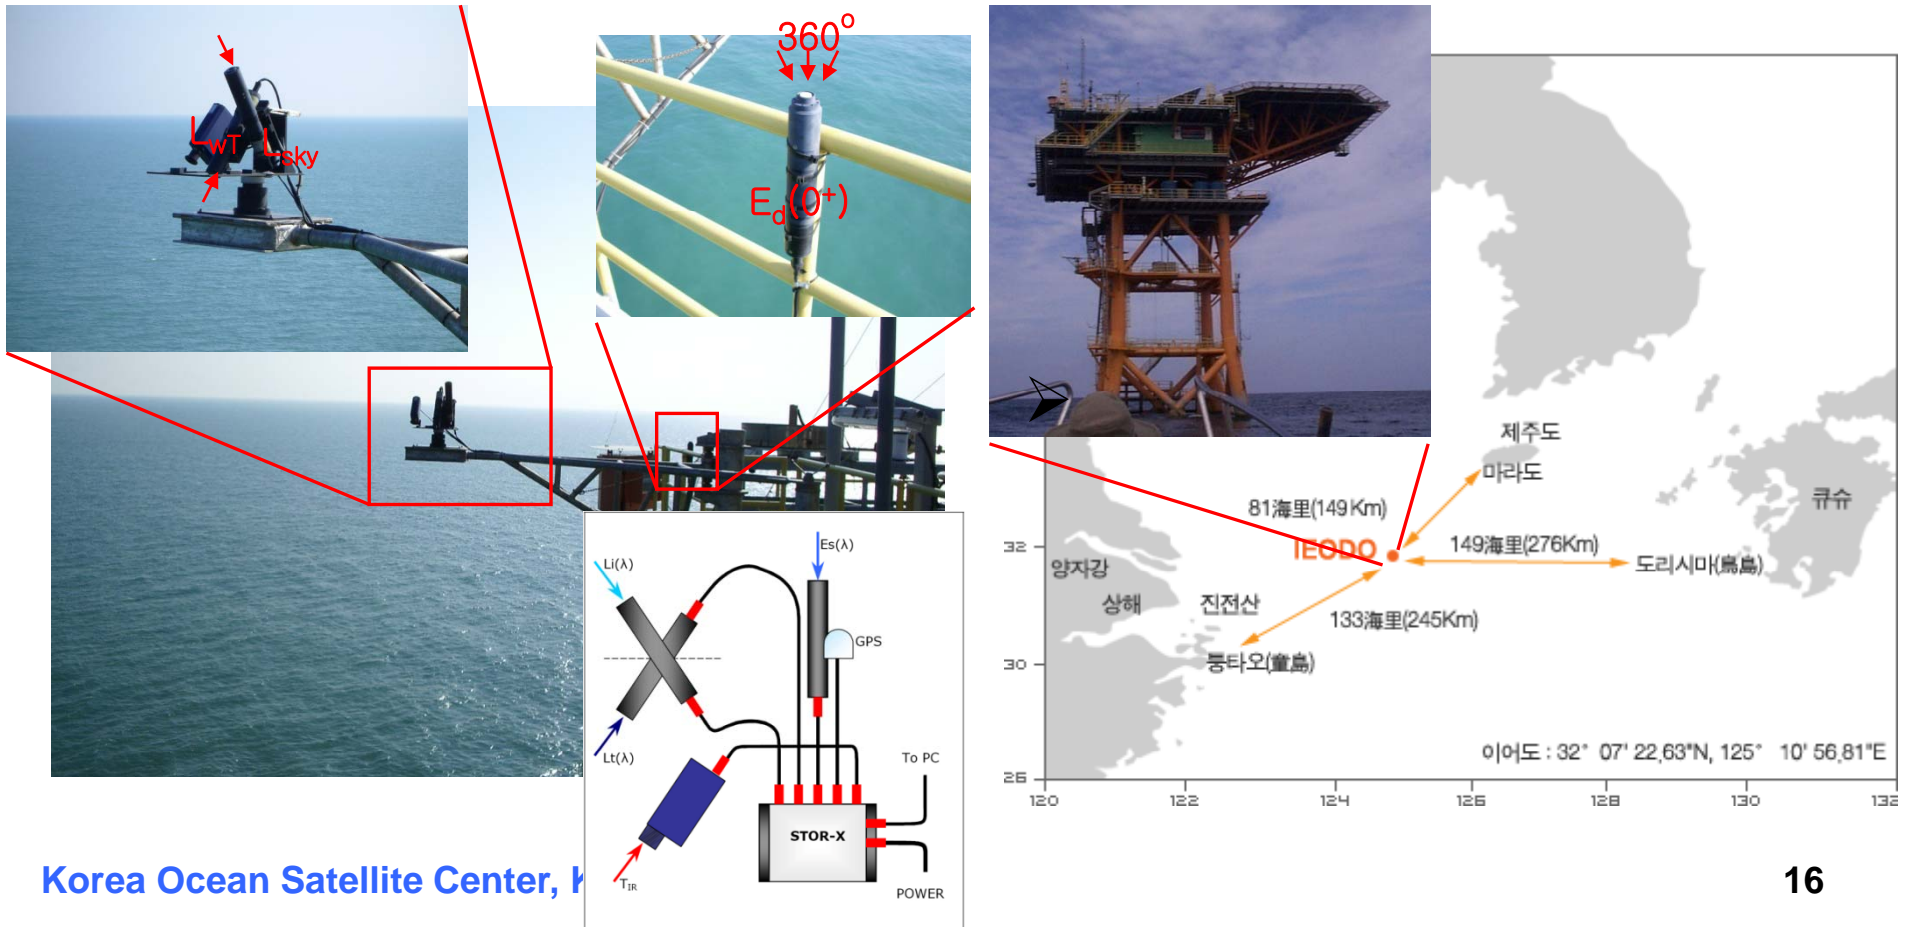 360°
LwT
Lsky
Ed(0+)
제주도
마라도
큐슈
81海里(149Km)
IEODO
149海里(276Km)
도리시마(鳥島)
32
양자강
상해
진전산
133海里(245Km)
30
퉁타오(童島)
이어도 : 32° 07' 22,63"N, 125° 10' 56,81"E
26
120
122
124
126
128
130
132
Es(λ)
Li(λ)
GPS
Lt(λ)
To PC
STOR-X
TIR
POWER
Korea Ocean Satellite Center,
16